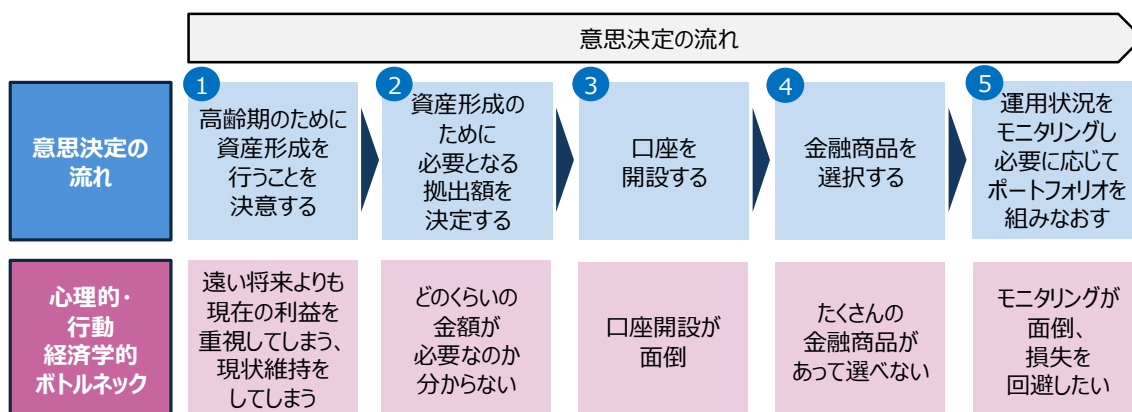 意思決定の流れ
意思決定の
流れ
1
高齢期のために
資産形成を
行うことを
決意する
2
資産形成の
ために
必要となる
拠出額を
決定する
3
口座を
開設する
4
金融商品を
選択する
5
運用状況を
モニタリングし
必要に応じて
ポートフォリオを
組みなおす
心理的・
行動
経済学的
ボトルネック
遠い将来よりも
現在の利益を
重視してしまう、
現状維持を
してしまう
どのくらいの
金額が
必要なのか
分からない
口座開設が
面倒
たくさんの
金融商品が
あって選べない
モニタリングが
面倒、
損失を
回避したい